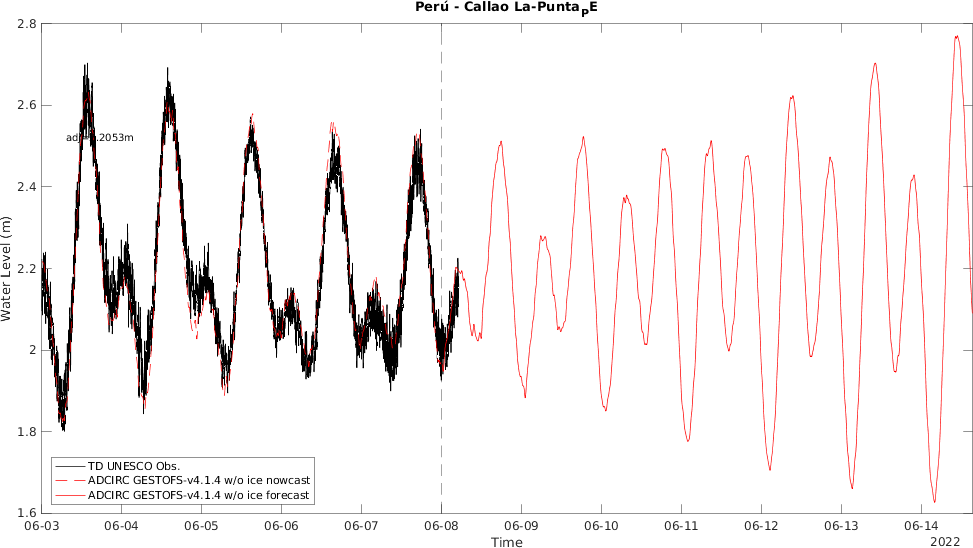 Perú - Callao La-PuntaPE
Water Level (m)
2.8
2.6
2.4
2.2
2
1.8
1.6
TD UNESCO Obs.
ADCIRC GESTOFS-v4.1.4 w/o ice nowcast
ADCIRC GESTOFS-v4.1.4 w/o ice forecast
06-03 06-04 06-05 06-06 06-07 06-08 06-09 06-10 06-11 06-12 06-13 06-14
Time
2022